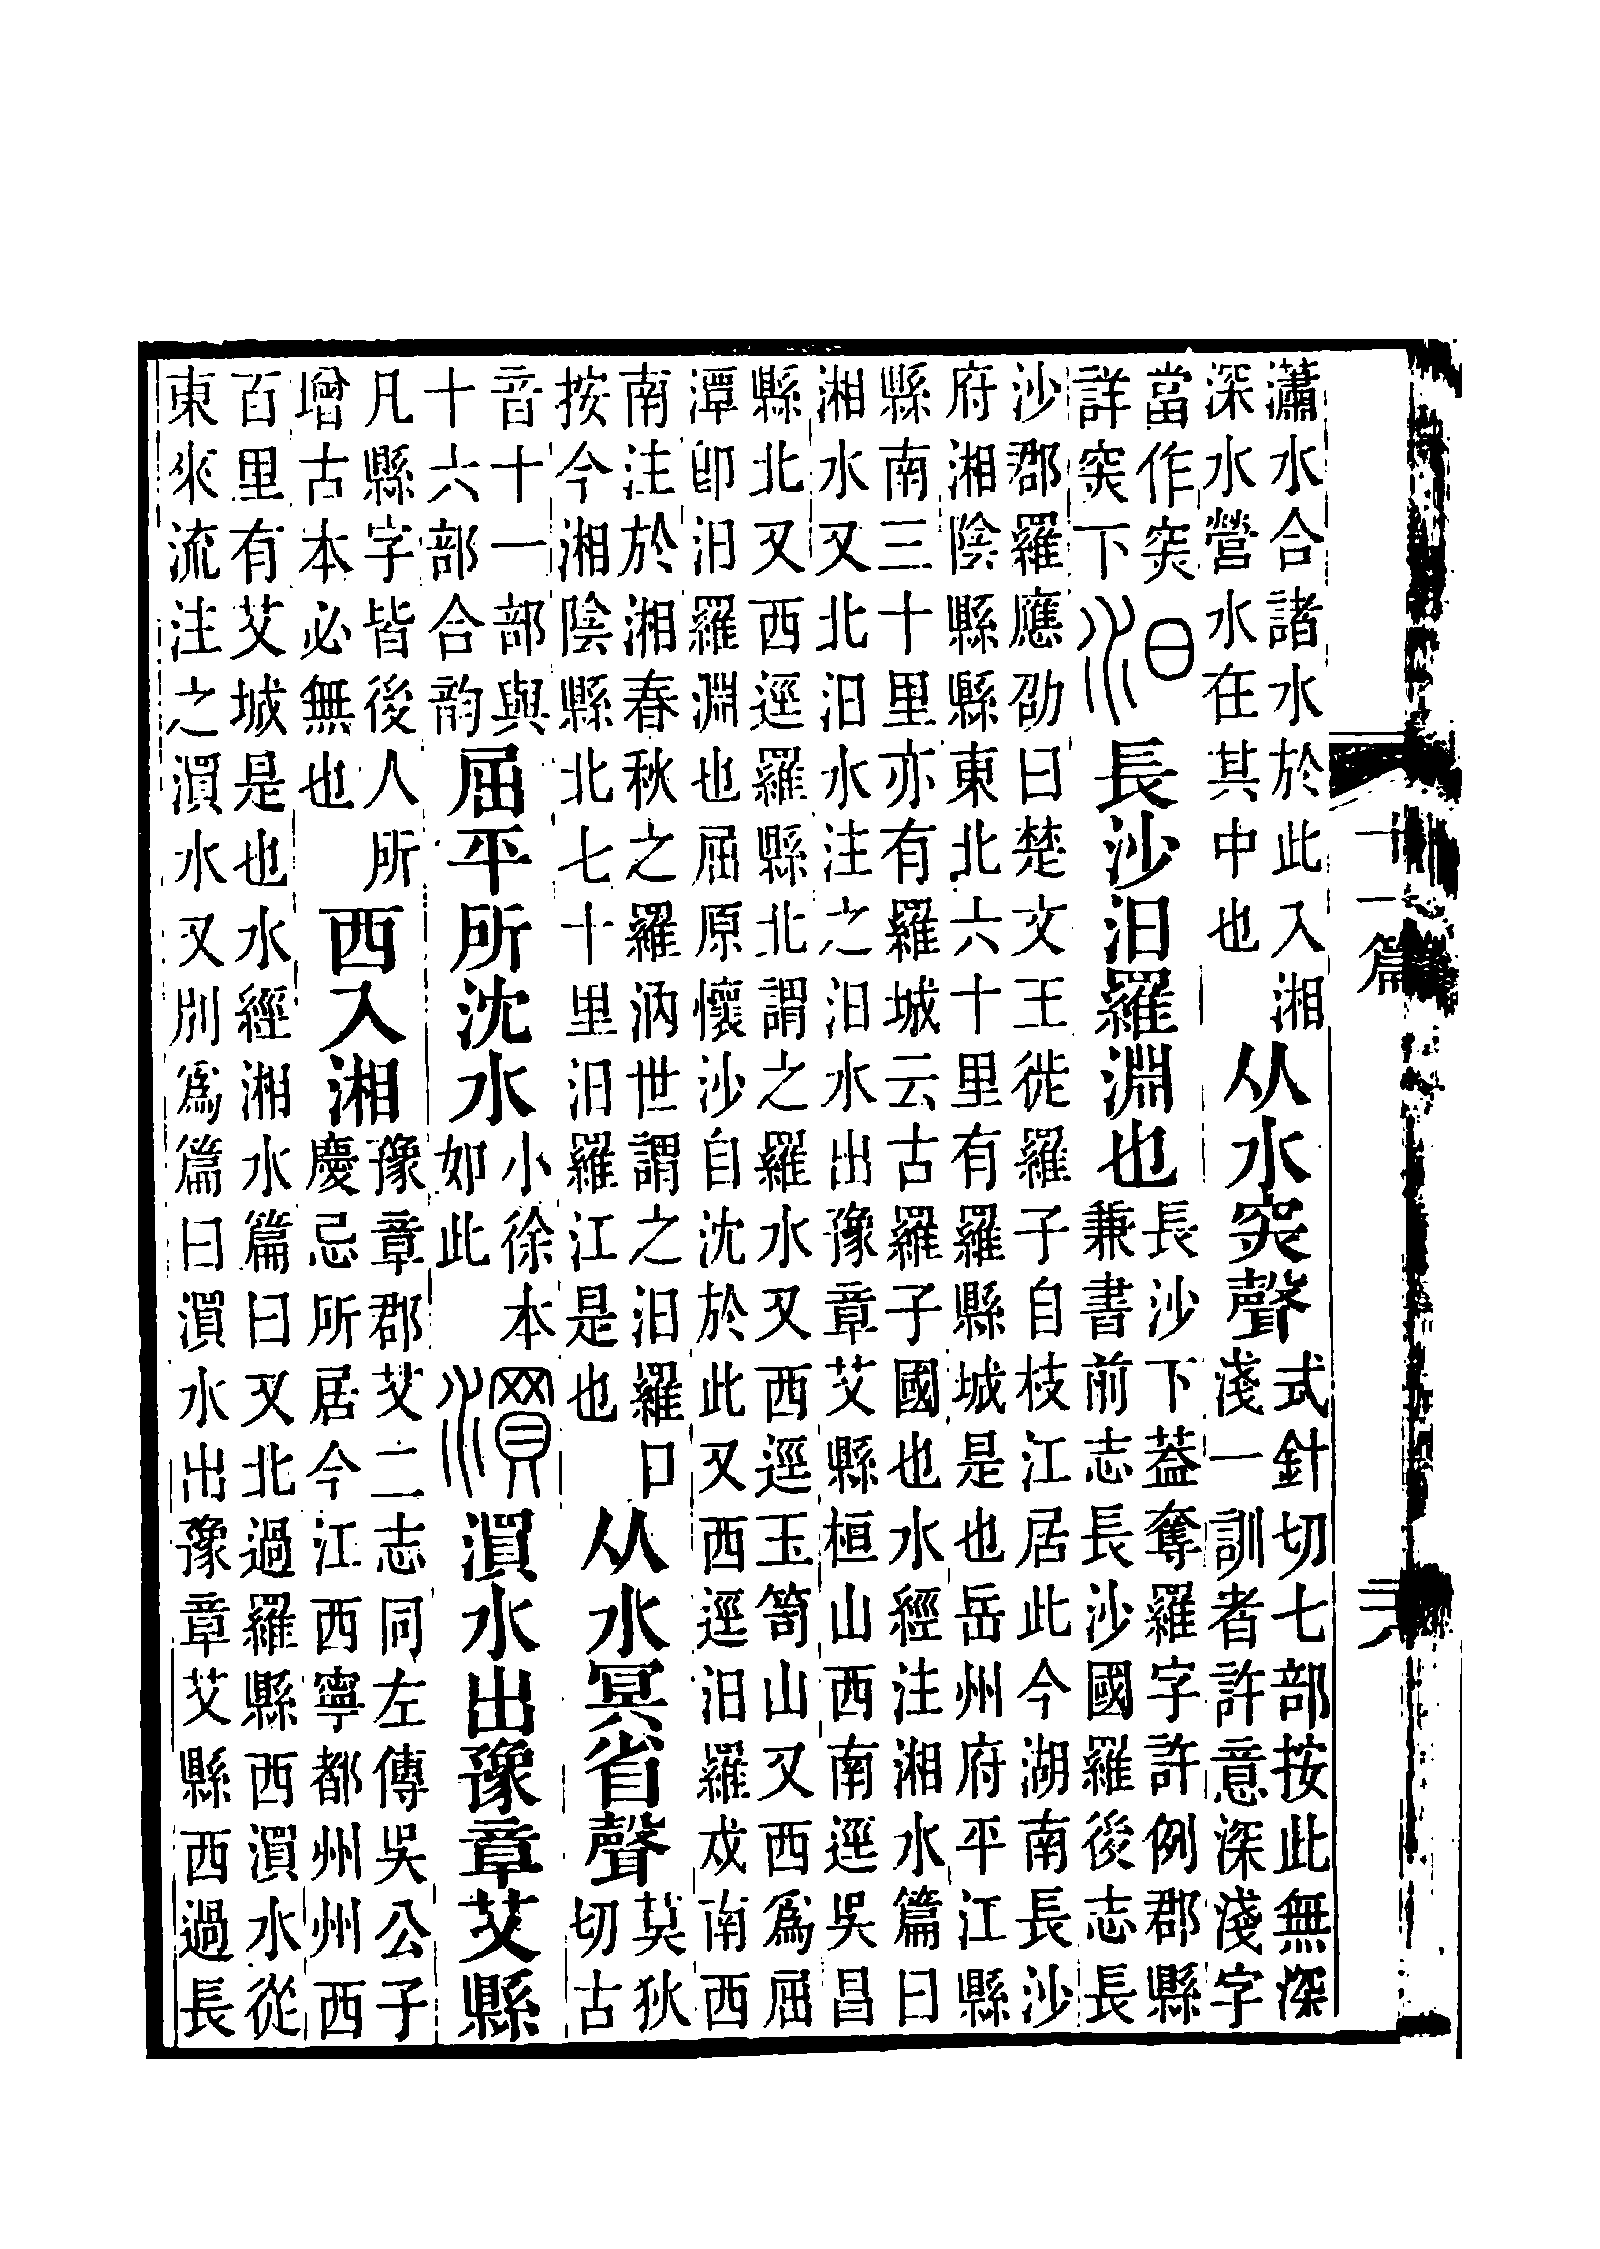 瀟水合諸水於此入湘
深水營水在其中也
从水罙聲
式針切七部按此無深
淺一訓者許意深淺字
當作罙
詳罙下
汨
長沙汨羅淵也
長沙下葢奪羅字許例郡縣
兼書前志長沙國羅後志長
沙郡羅應劭曰楚文王徙羅子自枝江居此今湖南長沙
府湘陰縣縣東北六十里有羅縣城是也岳州府平江縣
縣南三十里亦有羅城云古羅子國也水經注湘水篇曰
湘水又北汨水注之汨水出豫章艾縣桓山西南逕吳昌
縣北又西逕羅縣北謂之羅水又西逕玉笥山又西爲屈
潭卽汨羅淵也屈原懷沙自沈於此又西逕汨羅戍南西
南注於湘春秋之羅汭世謂之汨羅口
按今湘陰縣北七十里汨羅江是也
从水冥省聲
莫狄
切古
音十一部與
十六部合韵
屈平所沈水
小徐本
如此
𣿅
𣿅水出豫章艾縣
凡縣字皆後人所
增古本必無也
西入湘
豫章郡艾二志同左傳吳公子
慶忌所居今江西寧都州州西
百里有艾城是也水經湘水篇曰又北過羅縣西𣿅水從
東來流注之𣿅水又別爲篇曰𣿅水出豫章艾縣西過長
十一篇